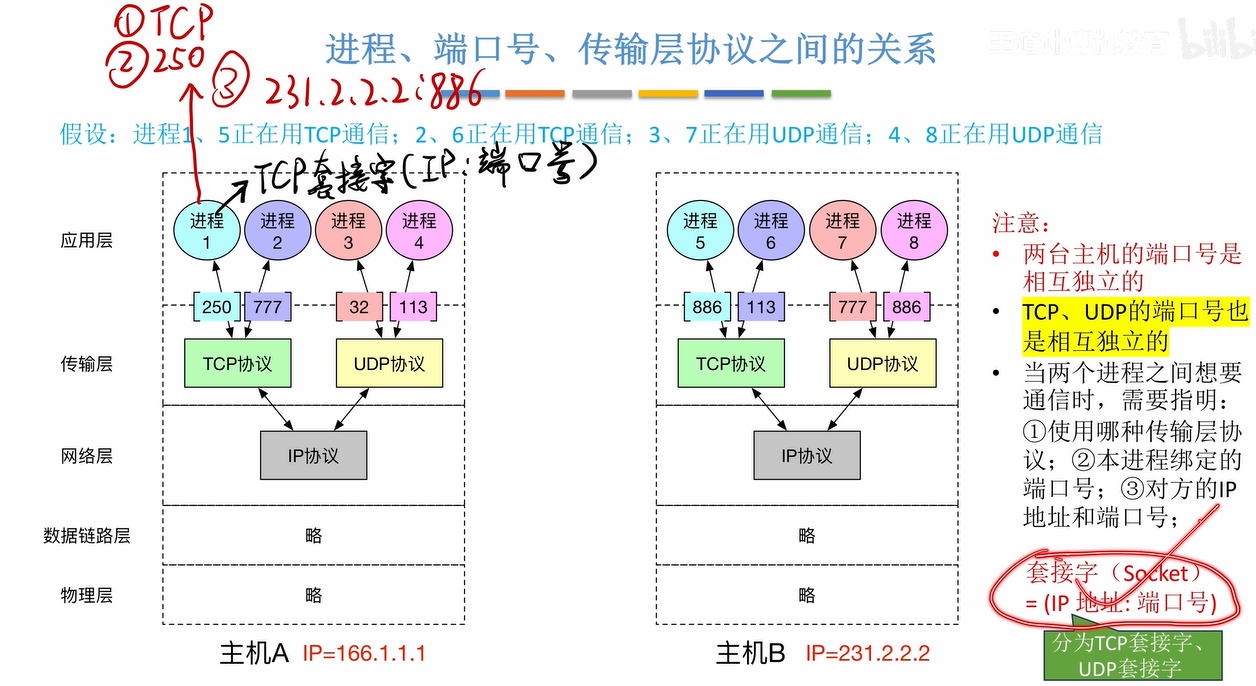 ①TCP
②250
③ 231.2.2.2:886
王道计算机教育 bilibili
进程、端口号、传输层协议之间的关系
假设：进程1、5正在用TCP通信；2、6正在用TCP通信；3、7正在用UDP通信；4、8正在用UDP通信
TCP套接字(IP:端口号)
应用层
进程
1
进程
2
进程
3
进程
4
进程
5
进程
6
进程
7
进程
8
250
777
32
113
886
113
777
886
传输层
TCP协议
UDP协议
TCP协议
UDP协议
网络层
IP协议
IP协议
数据链路层
略
略
物理层
略
略
主机A IP=166.1.1.1
主机B IP=231.2.2.2
注意：
• 两台主机的端口号是
相互独立的
• TCP、UDP的端口号也
是相互独立的
• 当两个进程之间想要
通信时，需要指明：
①使用哪种传输层协
议；②本进程绑定的
端口号；③对方的IP
地址和端口号；
套接字（Socket）
= (IP 地址: 端口号)
分为TCP套接字、
UDP套接字